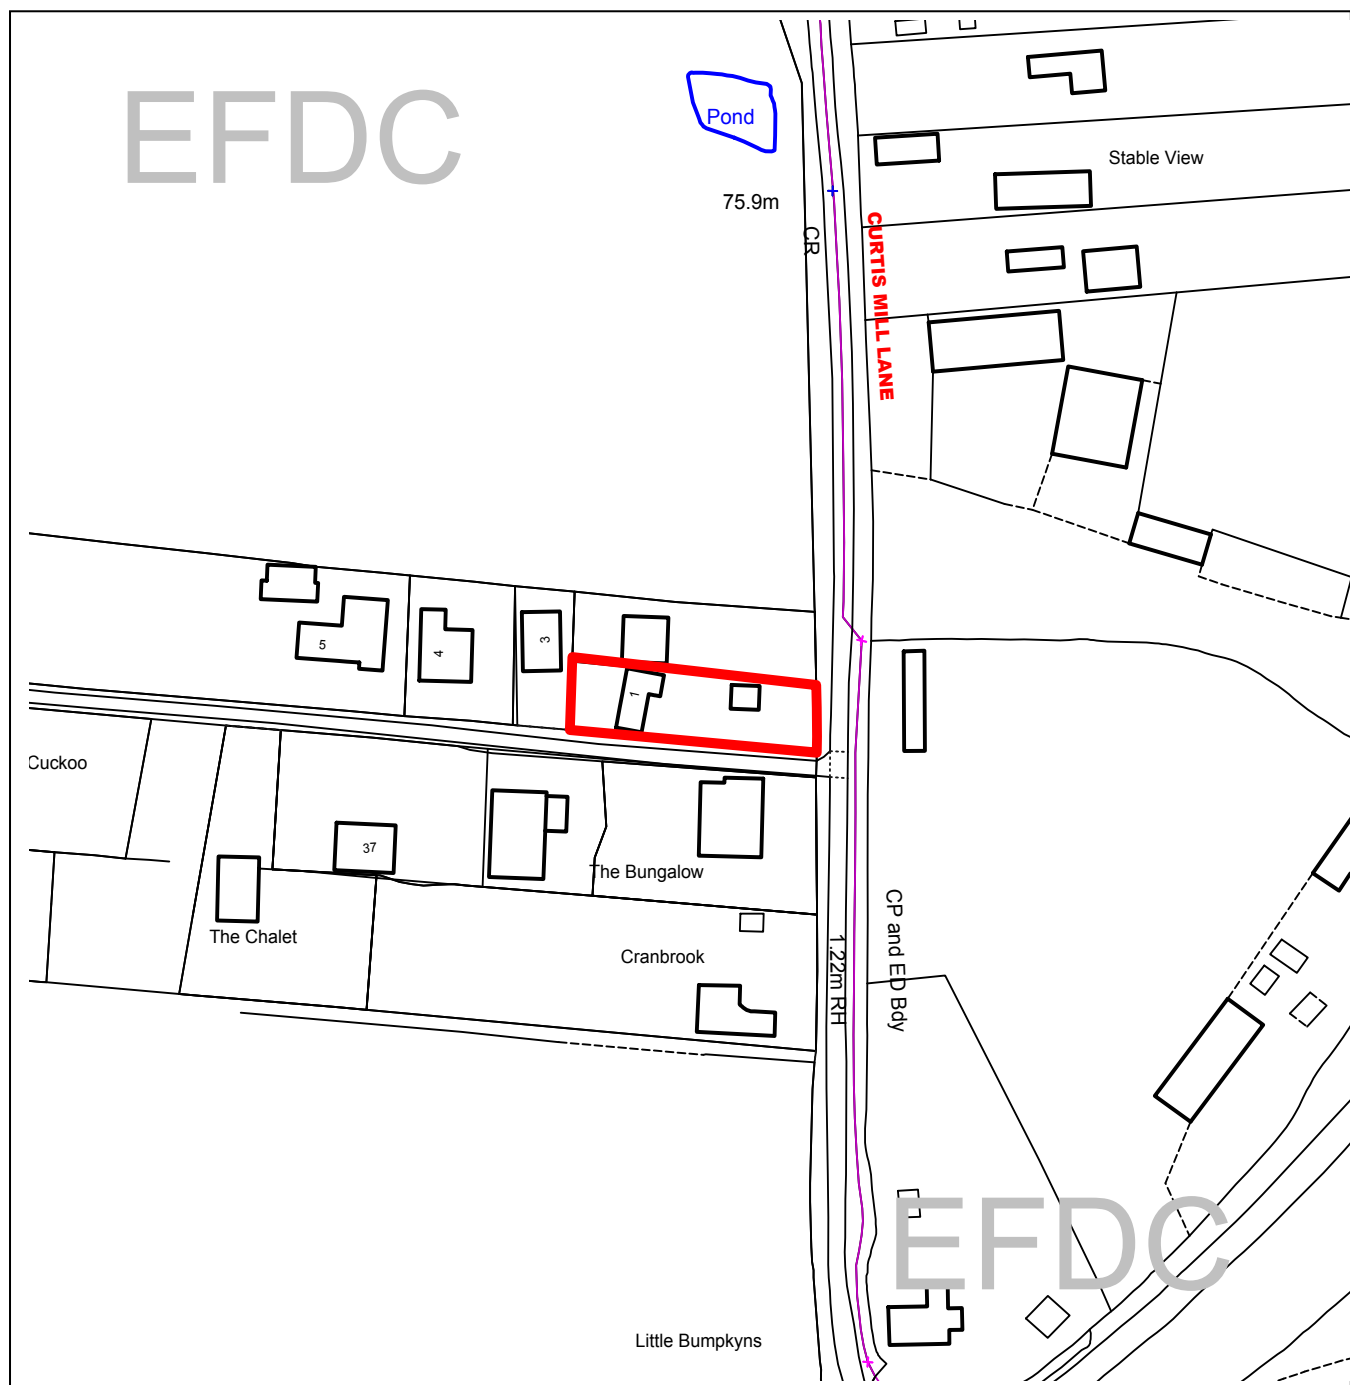 EFDC
Pond
Stable View
75.9m
CR
CURTIS MILL LANE
5
4
3
1
Cuckoo
37
The Bungalow
The Chalet
Cranbrook
1.22m RH
CP and ED Bdy
EFDC
Little Bumpkyns